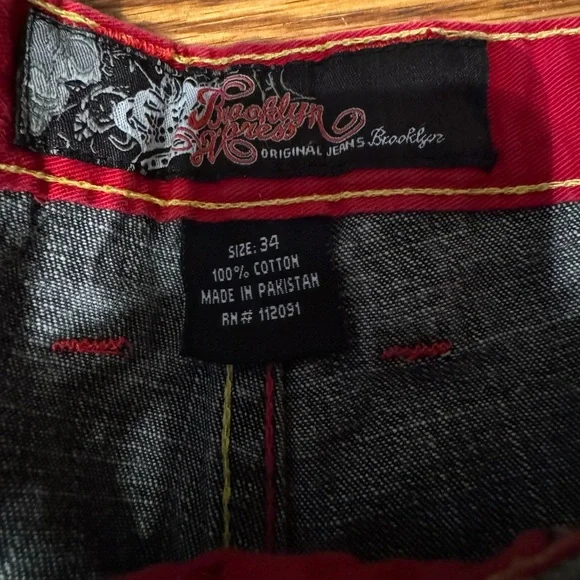 Brooklyn
Xpress
ORIGINAL JEANS Brooklyn
SIZE: 34
100% COTTON
MADE IN PAKISTAN
RN# 112091